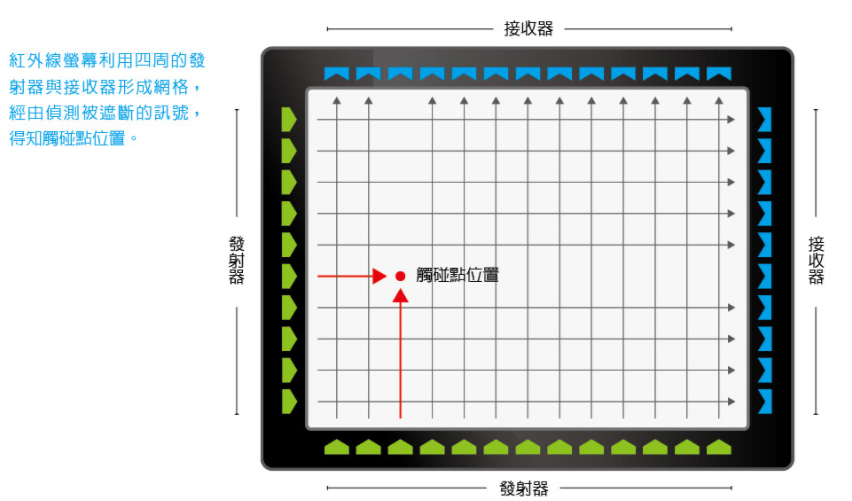 接收器
紅外線螢幕利用四周的發
射器與接收器形成網格，
經由偵測被遮斷的訊號，
得知觸碰點位置。
發射器
接收器
觸碰點位置
發射器